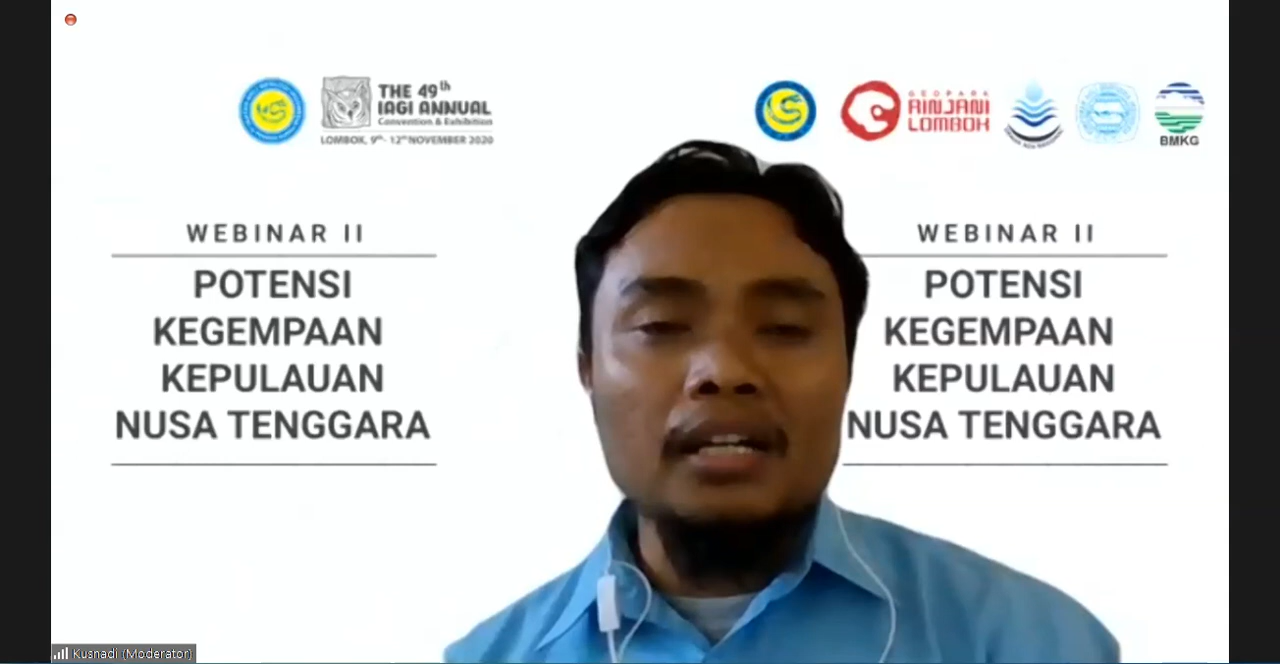 THE 49th
IAGI ANNUAL
Convention & Exhibition
LOMBOK, 9th- 12th NOVEMBER 2020
GEOPARK
RINJANI
LOMBOK
BMKG
WEBINAR II
POTENSI
KEGEMPAAN
KEPULAUAN
NUSA TENGGARA
WEBINAR II
POTENSI
KEGEMPAAN
KEPULAUAN
NUSA TENGGARA
Kusnadi (Moderator)